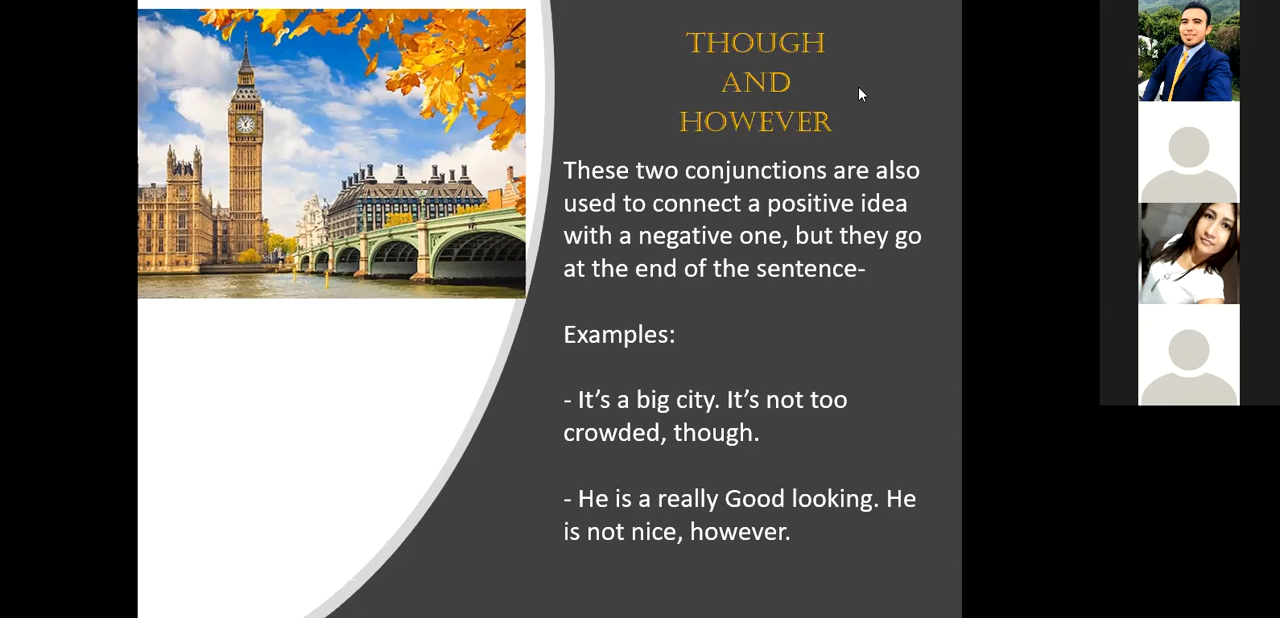 THOUGH
AND
HOWEVER
These two conjunctions are also
used to connect a positive idea
with a negative one, but they go
at the end of the sentence-
Examples:
- It’s a big city. It’s not too
crowded, though.
- He is a really Good looking. He
is not nice, however.